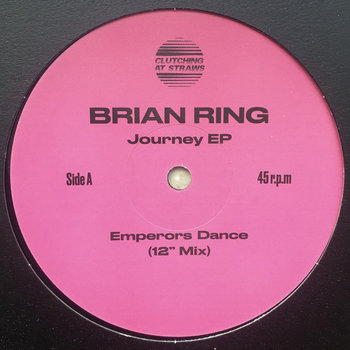 CLUTCHING
AT STRAWS
BRIAN RING
Journey EP
Side A
45 r.p.m
Emperors Dance
(12” Mix)